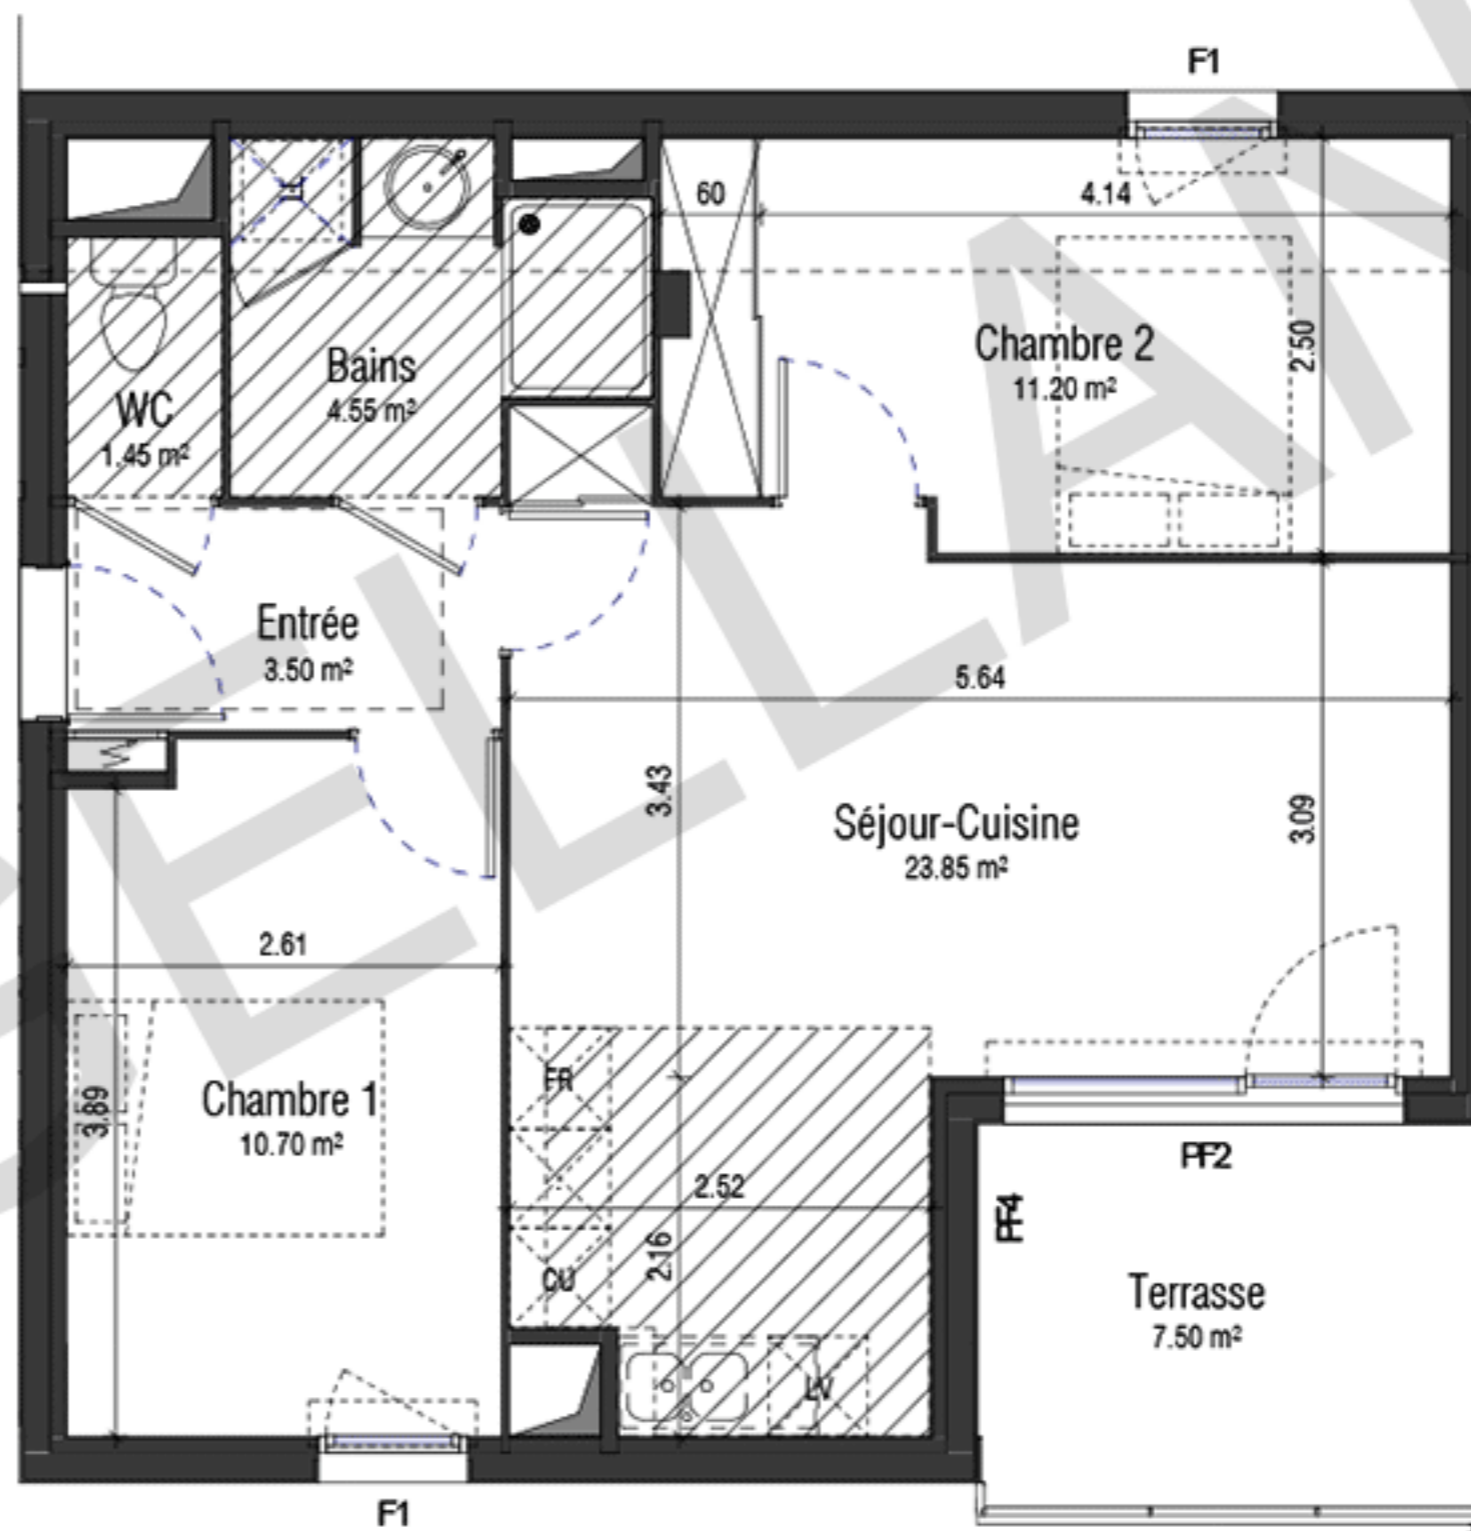 F1
60
4.14
Chambre 2
11.20 m²
2.50
Bains
4.55 m²
WC
1.45 m²
Entrée
3.50 m²
5.64
3.43
Séjour-Cuisine
23.85 m²
3.09
2.61
Chambre 1
10.70 m²
3.89
FR
2.52
2.16
CU
LV
PF2
PF4
Terrasse
7.50 m²
F1